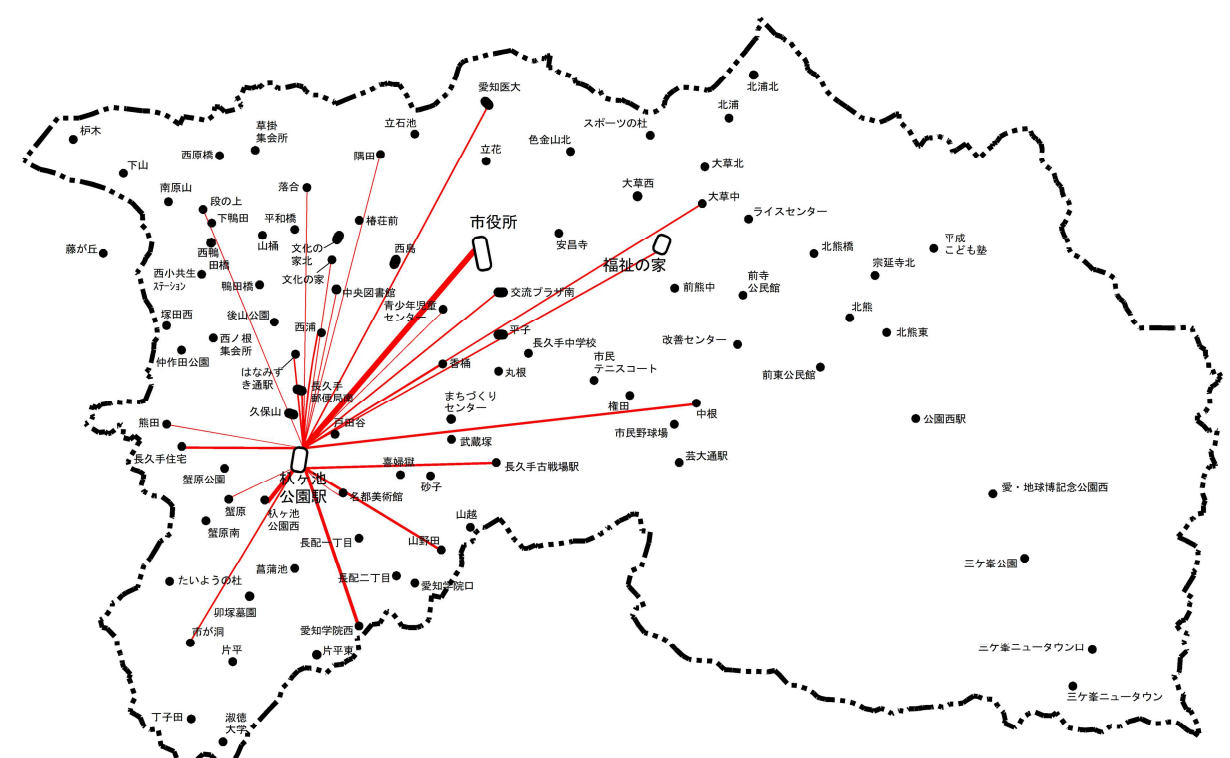 北浦北
愛知医大
北浦
スポーツの杜
立石池
草掛
集会所
枦木
色金山北
立花
隅田
西原橋
下山
大草北
大草西
大草中
南原山
落合
段の上
ライスセンター
下鴨田
平和橋
椿荘前
市役所
平成
こども塾
北熊橋
安昌寺
藤が丘
西鴨
田橋
山桶
文化の
家北
西島
宗延寺北
福祉の家
西小共生
ｽﾃｰｼｮﾝ
鴨田橋
文化の家
中央図書館
交流プラザ南
前熊中
前寺
公民館
青少年児童
センター
北熊
塚田西
後山公園
西浦
平子
北熊東
西ノ根
集会所
長久手中学校
改善センター
仲作田公園
市民
テニスコート
香桶
丸根
はなみず
き通駅
前東公民館
長久手
郵便局南
まちづくり
センター
権田
中根
久保山
公園西駅
熊田
戸田谷
市民野球場
武蔵塚
長久手住宅
芸大通駅
喜婦嶽
長久手古戦場駅
蟹原公園
杁ヶ池
公園駅
砂子
愛・地球博記念公園西
名都美術館
蟹原
杁ヶ池
公園西
山越
蟹原南
長配一丁目
山野田
三ケ峯公園
菖蒲池
たいようの杜
長配二丁目
愛知学院口
卯塚墓園
市が洞
愛知学院西
片平
片平東
三ケ峯ニュータウン口
三ケ峯ニュータウン
丁子田
淑徳
大学